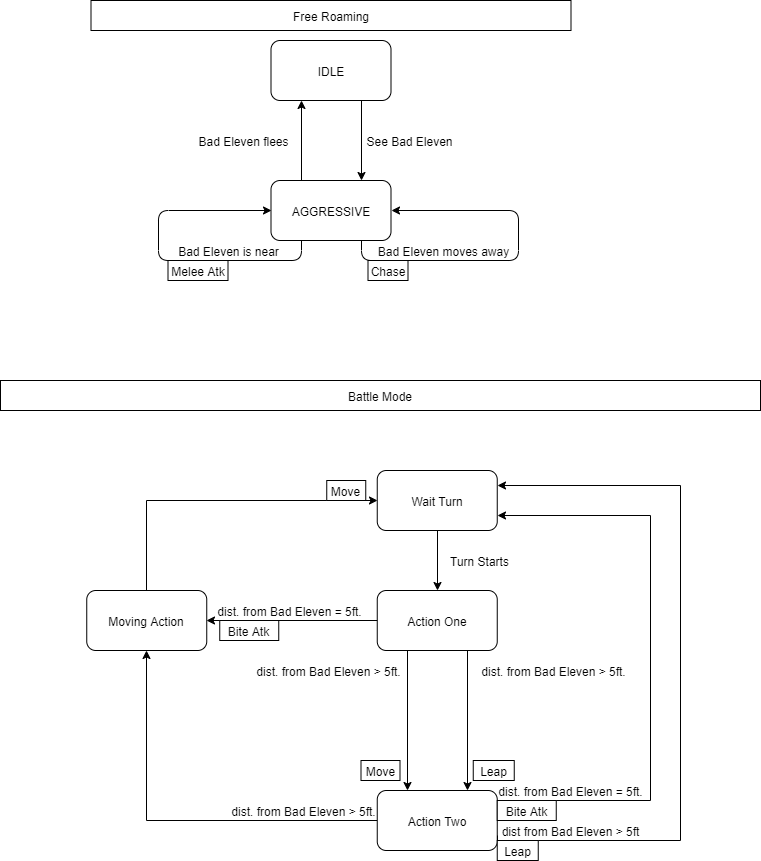 Free Roaming
IDLE
Bad Eleven flees
See Bad Eleven
AGGRESSIVE
Bad Eleven is near
Bad Eleven moves away
Melee Atk
Chase
Battle Mode
Move
Wait Turn
Turn Starts
Moving Action
dist. from Bad Eleven = 5ft.
Action One
Bite Atk
dist. from Bad Eleven > 5ft.
dist. from Bad Eleven > 5ft.
Move
Leap
dist. from Bad Eleven = 5ft.
dist. from Bad Eleven > 5ft.
Action Two
Bite Atk
dist from Bad Eleven > 5ft
Leap